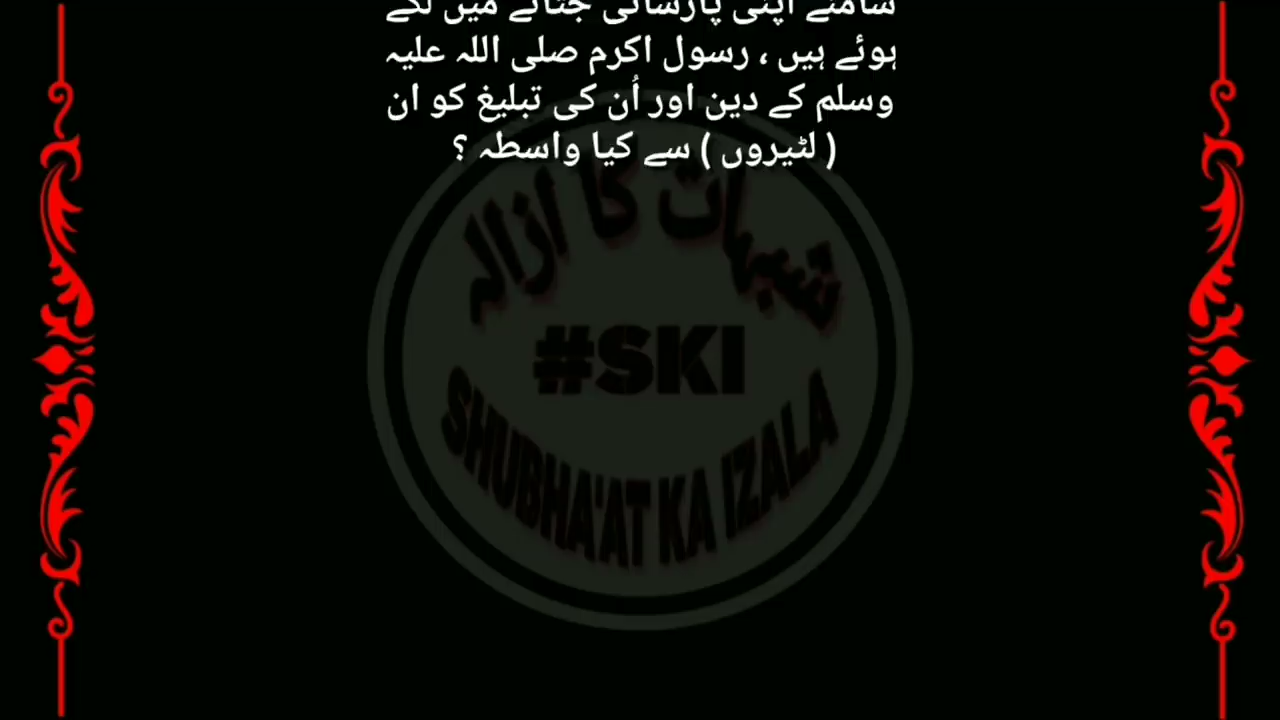 سامنے اپنی پارسائی جتانے میں لگے
ہوئے ہیں ، رسول اکرم صلی اللہ علیہ
وسلم کے دین اور اُن کی تبلیغ کو ان
( لٹیروں ) سے کیا واسطہ ؟
شبہات کا ازالہ
#SKI
SHUBHA'AT KA IZALA